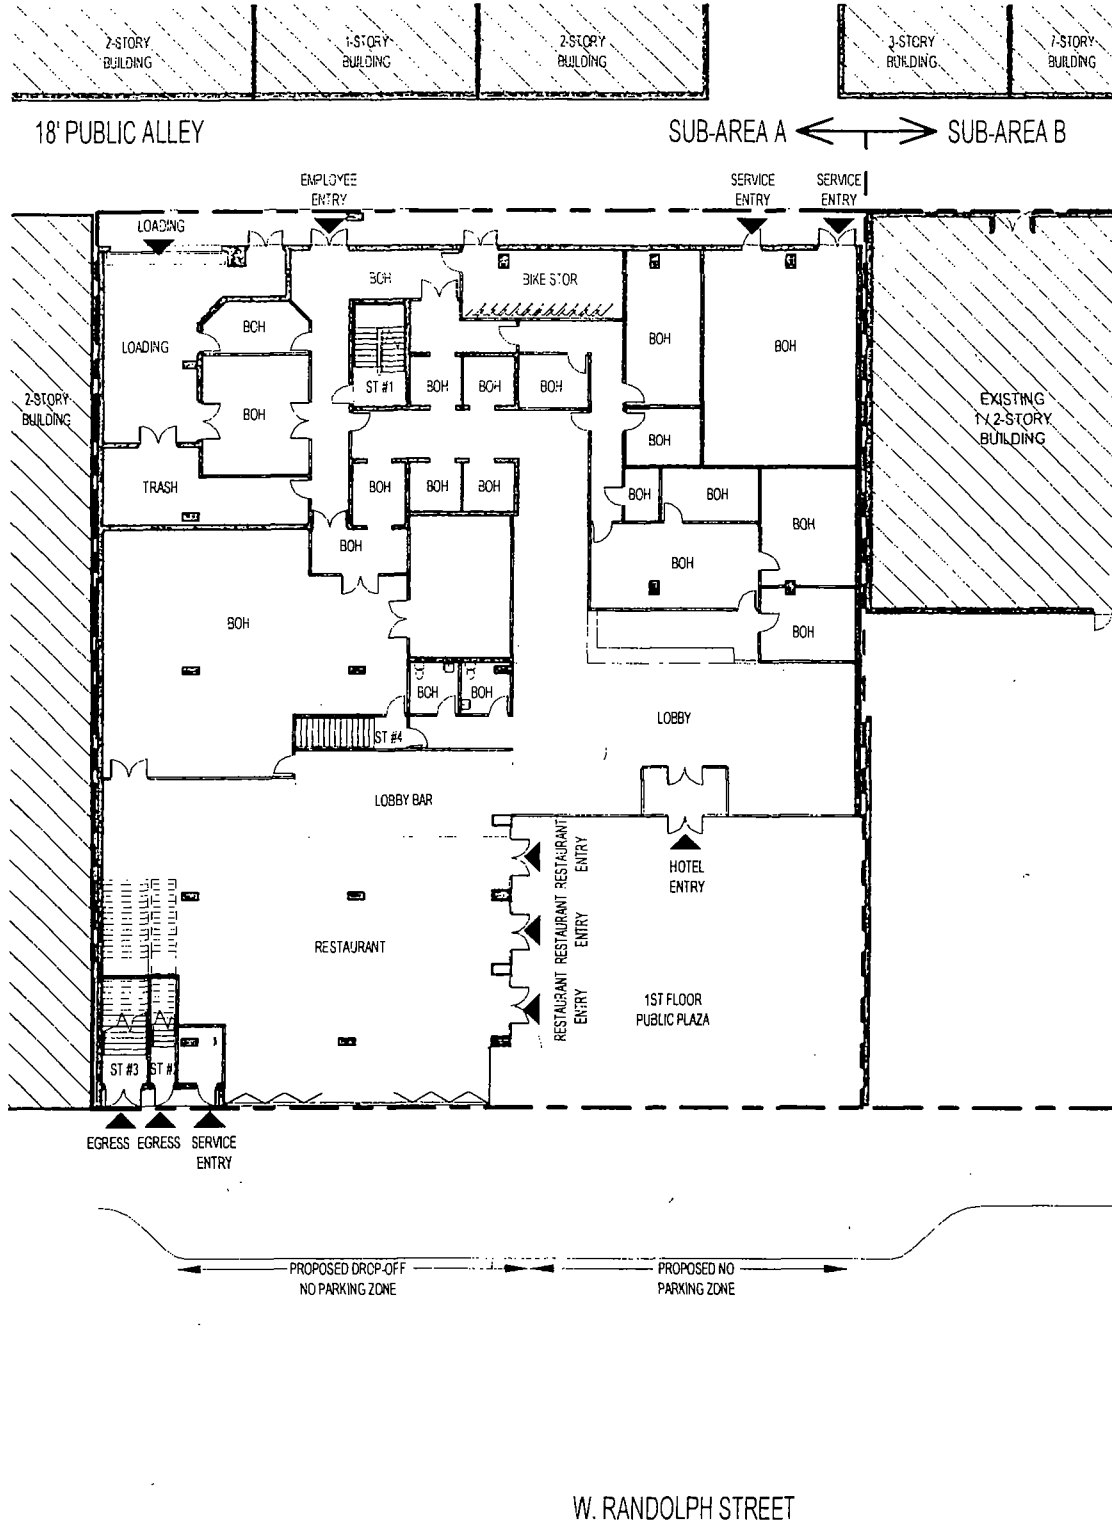 2-STORY
BUILDING
1-STORY
BUILDING
2-STORY
BUILDING
3-STORY
BUILDING
BUILDING
18' PUBLIC ALLEY
SUB-AREA A
SUB-AREA B
EMPLOYEE
ENTRY
SERVICE
ENTRY
SERVICE
ENTRY
LOADING
BOH
BIKE STOR
BOH
LOADING
BOH
BOH
ST #1
BOH
BOH
BOH
BOH
2-STORY
BUILDING
EXISTING
1 / 2-STORY
BUILDING
BOH
TRASH
BOH
BOH
BOH
BOH
BOH
BOH
BOH
BOH
BOH
BOH
BOH
BOH
BOH
ST #4
LOBBY
LOBBY BAR
RESTAURANT
ENTRY
HOTEL
ENTRY
RESTAURANT
ENTRY
RESTAURANT
RESTAURANT
ENTRY
1ST FLOOR
PUBLIC PLAZA
ST #3
ST #
EGRESS
EGRESS
SERVICE
ENTRY
PROPOSED DROP-OFF
NO PARKING ZONE
PROPOSED NO
PARKING ZONE
W. RANDOLPH STREET